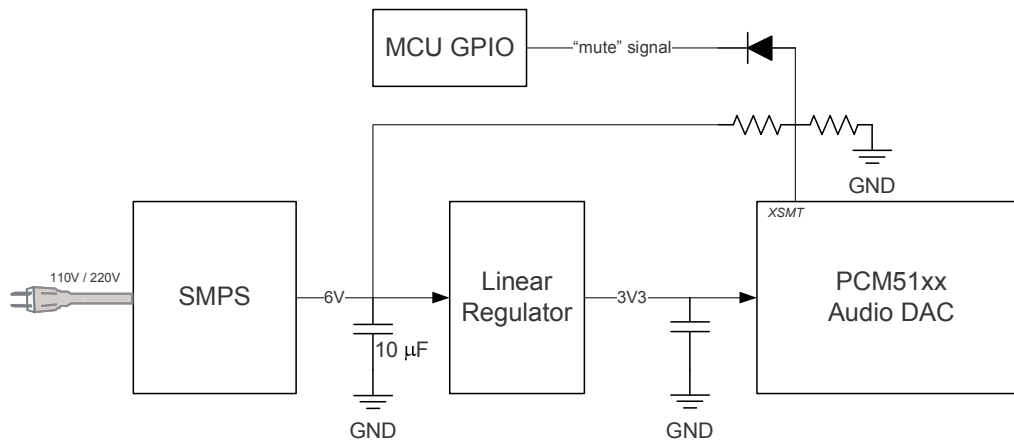 MCU GPIO
“mute” signal
GND
XSMT
110V / 220V
SMPS
6V
Linear
Regulator
3V3
PCM51xx
Audio DAC
10 μF
GND
GND